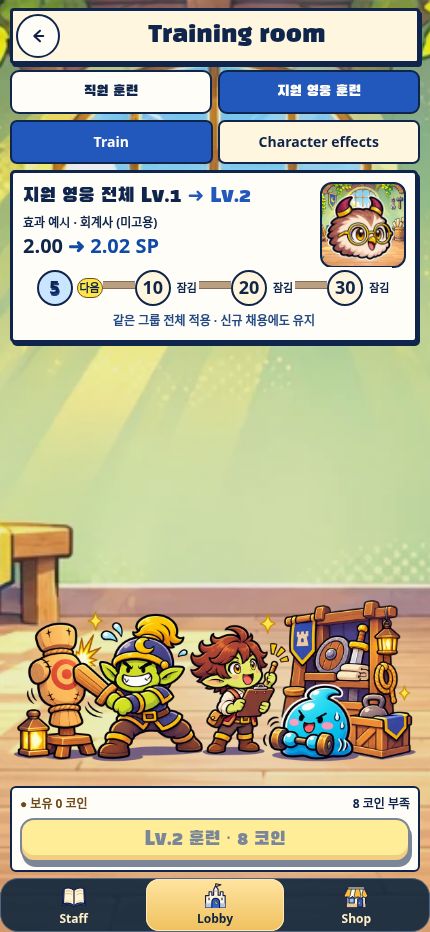 Training room
직원 훈련
지원 영웅 훈련
Train
Character effects
지원 영웅 전체 Lv.1 → Lv.2
효과 예시 · 회계사 (미고용)
2.00 → 2.02 SP
5 다음 10 잠김 20 잠김 30 잠김
같은 그룹 전체 적용 · 신규 채용에도 유지
● 보유 0 코인
8 코인 부족
Lv.2 훈련 · 8 코인
Staff
Lobby
Shop